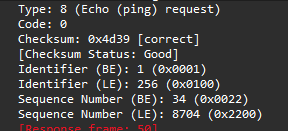 Type: 8 (Echo (ping) request)
Code: 0
Checksum: 0x4d39 [correct]
[Checksum Status: Good]
Identifier (BE): 1 (0x0001)
Identifier (LE): 256 (0x0100)
Sequence Number (BE): 34 (0x0022)
Sequence Number (LE): 8704 (0x2200)
[Response frame: 50]